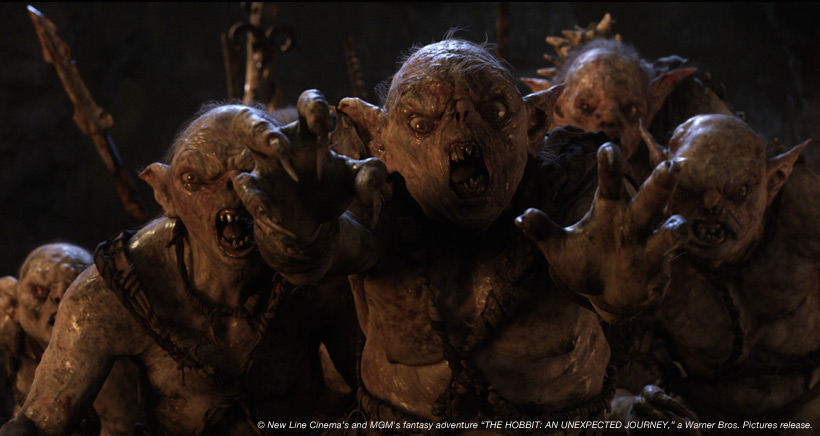 © New Line Cinema's and MGM's fantasy adventure "THE HOBBIT: AN UNEXPECTED JOURNEY," a Warner Bros. Pictures release.